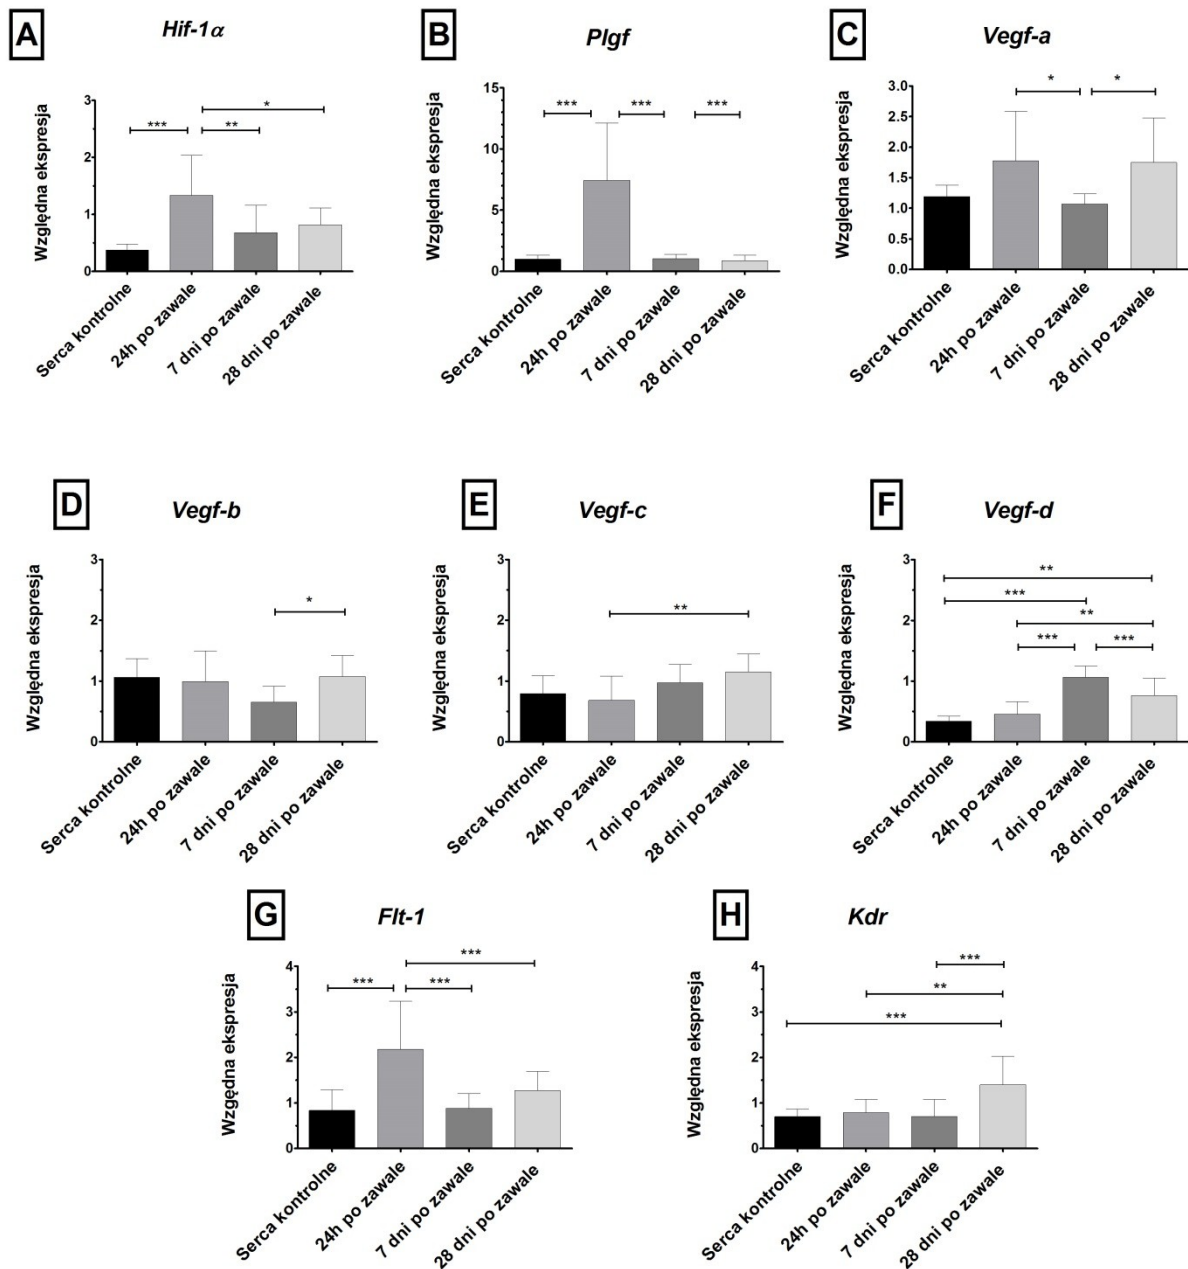 A
Hif-1α
Względna ekspresja
3
2
1
0
***
**
*
Serca kontrolne
24h po zawale
7 dni po zawale
28 dni po zawale
B
Plgf
Względna ekspresja
15
10
5
0
***
***
***
Serca kontrolne
24h po zawale
7 dni po zawale
28 dni po zawale
C
Vegf-a
Względna ekspresja
3.0
2.5
2.0
1.5
1.0
0.5
0.0
*
*
Serca kontrolne
24h po zawale
7 dni po zawale
28 dni po zawale
D
Vegf-b
Względna ekspresja
3
2
1
0
*
Serca kontrolne
24h po zawale
7 dni po zawale
28 dni po zawale
E
Vegf-c
Względna ekspresja
3
2
1
0
**
Serca kontrolne
24h po zawale
7 dni po zawale
28 dni po zawale
F
Vegf-d
Względna ekspresja
3
2
1
0
**
***
**
***
***
Serca kontrolne
24h po zawale
7 dni po zawale
28 dni po zawale
G
Flt-1
Względna ekspresja
4
3
2
1
0
***
***
***
Serca kontrolne
24h po zawale
7 dni po zawale
28 dni po zawale
H
Kdr
Względna ekspresja
4
3
2
1
0
***
**
***
Serca kontrolne
24h po zawale
7 dni po zawale
28 dni po zawale